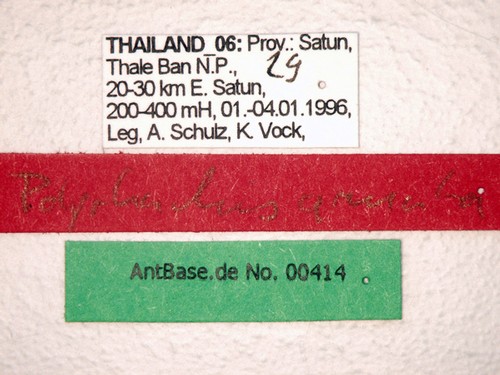 THAILAND_06: Prov.: Satun,
Thale Ban N.P., 29
20-30 km E. Satun,
200-400 mH, 01.-04.01.1996,
Leg, A. Schulz, K. Vock,
AntBase.de No. 00414